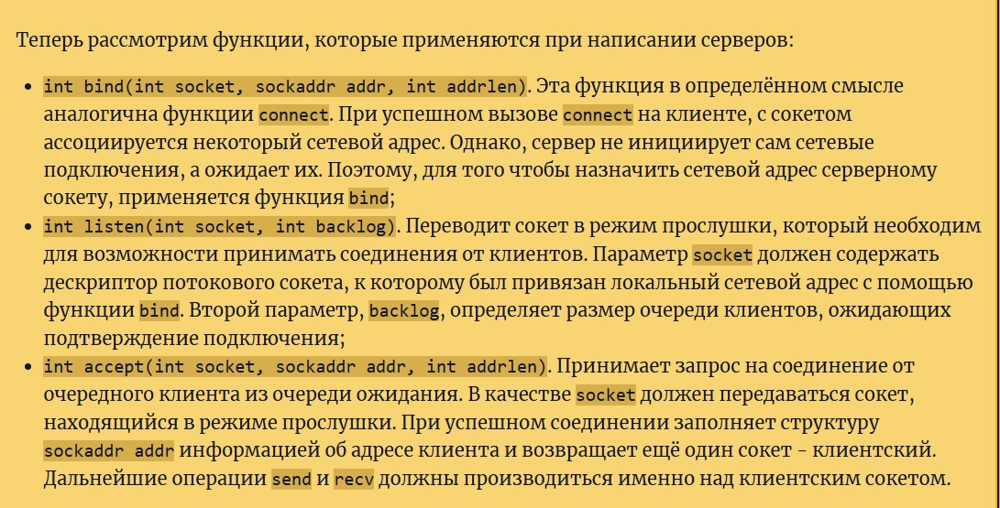 Теперь рассмотрим функции, которые применяются при написании серверов:
• int bind(int socket, sockaddr addr, int addrlen). Эта функция в определённом смысле
аналогична функции connect. При успешном вызове connect на клиенте, с сокетом
ассоциируется некоторый сетевой адрес. Однако, сервер не инициирует сам сетевые
подключения, а ожидает их. Поэтому, для того чтобы назначить сетевой адрес серверному
сокету, применяется функция bind;
• int listen(int socket, int backlog). Переводит сокет в режим прослушки, который необходим
для возможности принимать соединения от клиентов. Параметр socket должен содержать
дескриптор потокового сокета, к которому был привязан локальный сетевой адрес с помощью
функции bind. Второй параметр, backlog, определяет размер очереди клиентов, ожидающих
подтверждение подключения;
• int accept(int socket, sockaddr addr, int addrlen). Принимает запрос на соединение от
очередного клиента из очереди ожидания. В качестве socket должен передаваться сокет,
находящийся в режиме прослушки. При успешном соединении заполняет структуру
sockaddr addr информацией об адресе клиента и возвращает ещё один сокет – клиентский.
Дальнейшие операции send и recv должны производиться именно над клиентским сокетом.